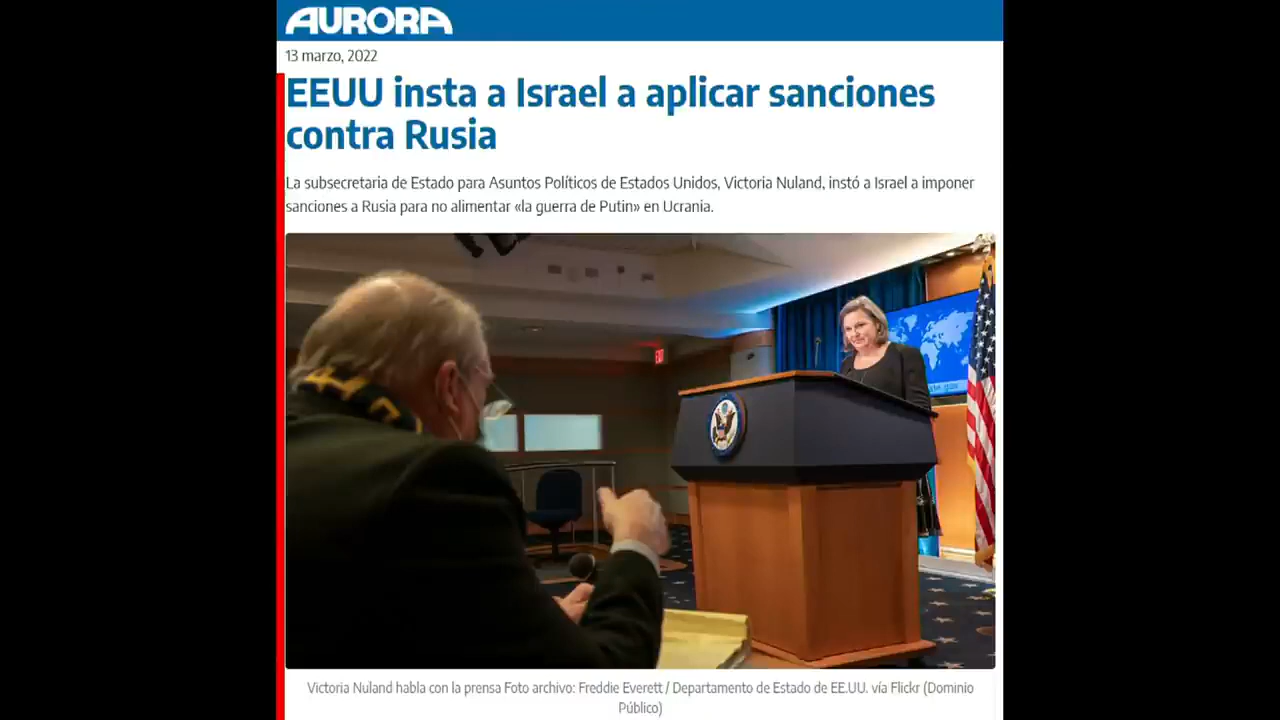 AURORA
13 marzo, 2022
EEUU insta a Israel a aplicar sanciones
contra Rusia
La subsecretaria de Estado para Asuntos Políticos de Estados Unidos, Victoria Nuland, instó a Israel a imponer
sanciones a Rusia para no alimentar «la guerra de Putin» en Ucrania.
Victoria Nuland habla con la prensa Foto archivo: Freddie Everett / Departamento de Estado de EE.UU. vía Flickr (Dominio
Público)